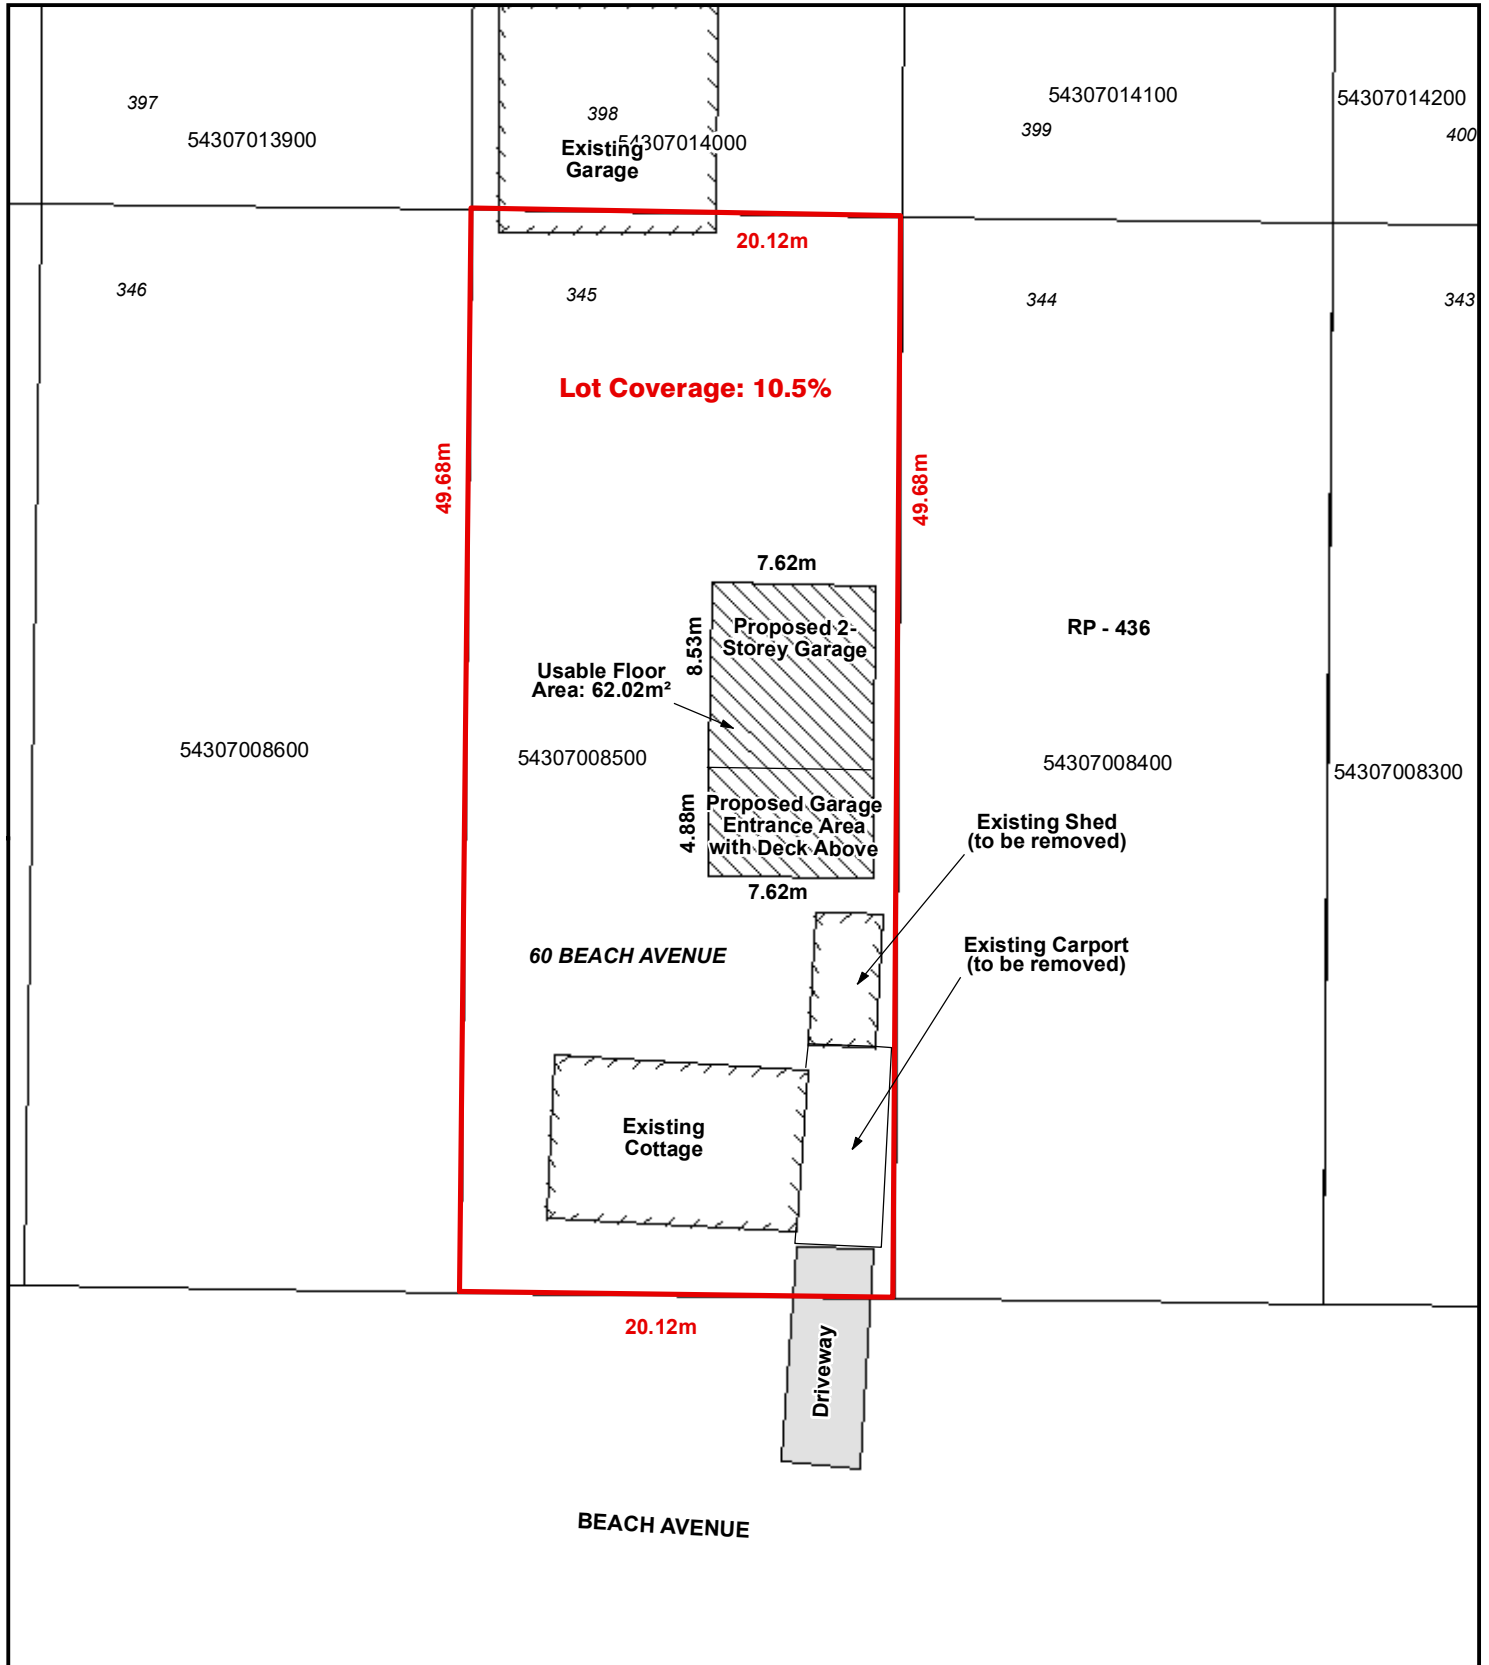 397
54307013900
398
54307014000
Existing
Garage
54307014100
399
54307014200
400
20.12m
346
345
344
343
Lot Coverage: 10.5%
49.68m
49.68m
7.62m
8.53m
Proposed 2-
Storey Garage
RP - 436
Usable Floor
Area: 62.02m²
54307008600
54307008500
54307008400
54307008300
4.88m
Proposed Garage
Entrance Area
with Deck Above
7.62m
Existing Shed
(to be removed)
60 BEACH AVENUE
Existing Carport
(to be removed)
Existing
Cottage
20.12m
Driveway
BEACH AVENUE